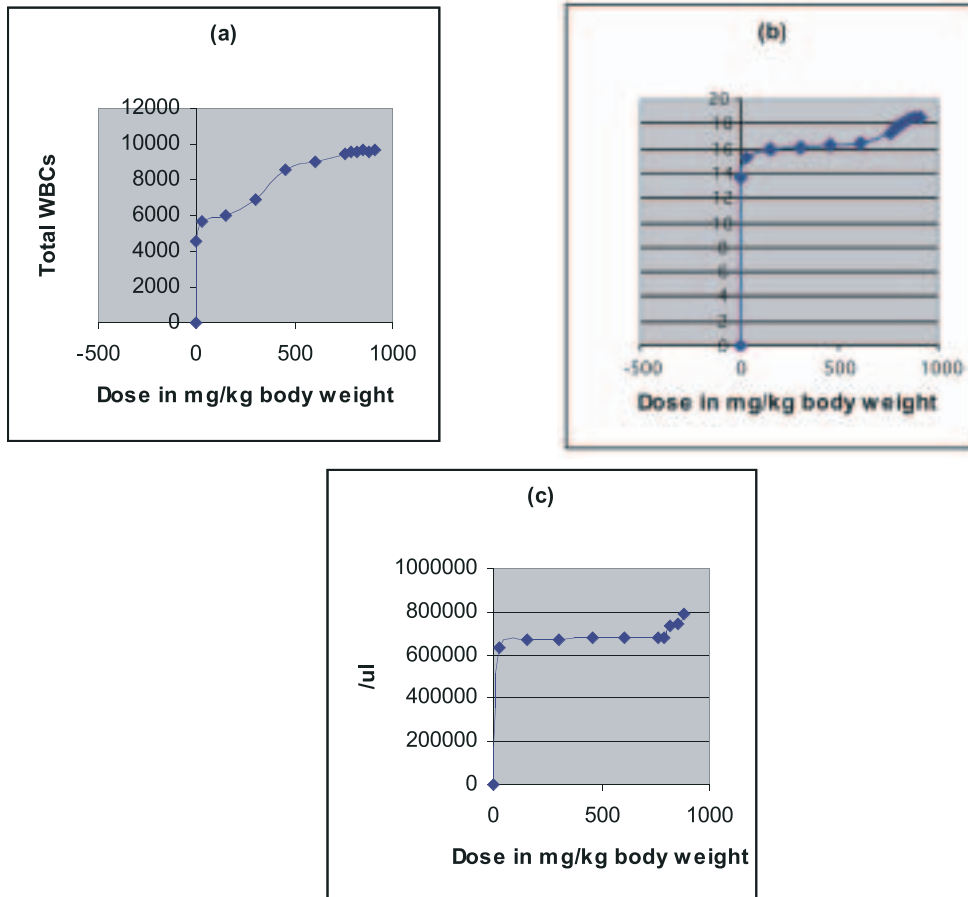 (a)
12000
10000
8000
6000
4000
2000
0
Total WBCs
-500 0 500 1000
Dose in mg/kg body weight
(b)
20
18
16
14
12
10
8
6
4
2
0
-500 0 500 1000
Dose in mg/kg body weight
(c)
1000000
800000
600000
400000
200000
0
/ul
0 500 1000
Dose in mg/kg body weight